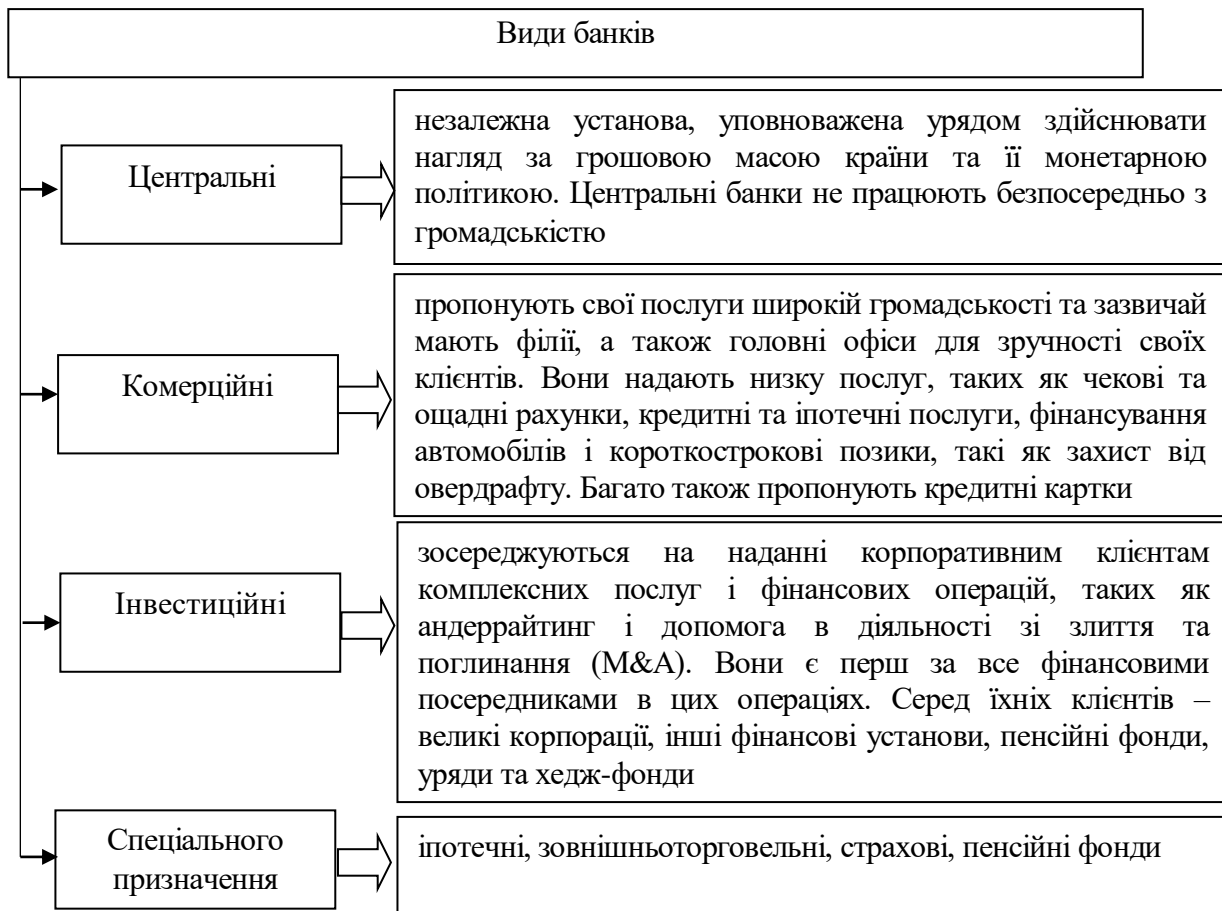 Види банків
Центральні
незалежна установа, уповноважена урядом здійснювати
нагляд за грошовою масою країни та її монетарною
політикою. Центральні банки не працюють безпосередньо з
громадськістю
Комерційні
пропонують свої послуги широкій громадськості та зазвичай
мають філії, а також головні офіси для зручності своїх
клієнтів. Вони надають низку послуг, таких як чекові та
ощадні рахунки, кредитні та іпотечні послуги, фінансування
автомобілів і короткострокові позики, такі як захист від
овердрафту. Багато також пропонують кредитні картки
Інвестиційні
зосереджуються на наданні корпоративним клієнтам
комплексних послуг і фінансових операцій, таких як
андеррайтинг і допомога в діяльності зі злиття та
поглинання (M&A). Вони є перш за все фінансовими
посередниками в цих операціях. Серед їхніх клієнтів –
великі корпорації, інші фінансові установи, пенсійні фонди,
уряди та хедж-фонди
Спеціального
призначення
іпотечні, зовнішньоторговельні, страхові, пенсійні фонди